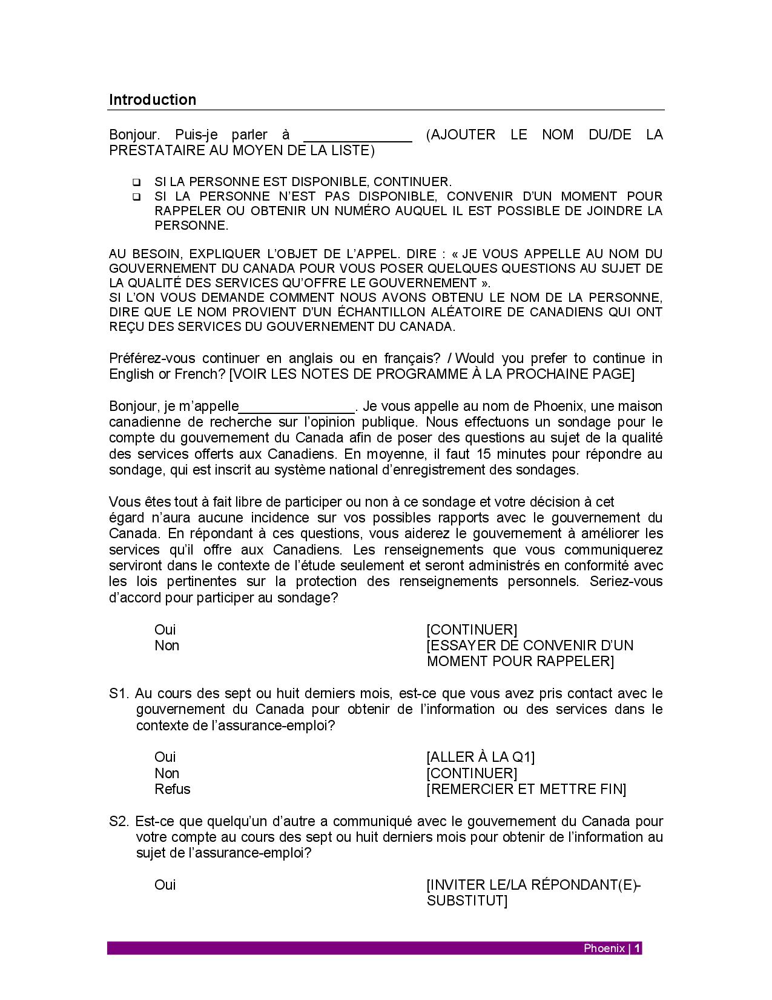 Introduction
Bonjour. Puis-je parler à _______________ (AJOUTER LE NOM DU/DE LA
PRESTATAIRE AU MOYEN DE LA LISTE)
❑ SI LA PERSONNE EST DISPONIBLE, CONTINUER.
❑ SI LA PERSONNE N’EST PAS DISPONIBLE, CONVENIR D’UN MOMENT POUR
RAPPELER OU OBTENIR UN NUMÉRO AUQUEL IL EST POSSIBLE DE JOINDRE LA
PERSONNE.
AU BESOIN, EXPLIQUER L’OBJET DE L’APPEL. DIRE : « JE VOUS APPELLE AU NOM DU
GOUVERNEMENT DU CANADA POUR VOUS POSER QUELQUES QUESTIONS AU SUJET DE
LA QUALITÉ DES SERVICES QU’OFFRE LE GOUVERNEMENT ».
SI L’ON VOUS DEMANDE COMMENT NOUS AVONS OBTENU LE NOM DE LA PERSONNE,
DIRE QUE LE NOM PROVIENT D’UN ÉCHANTILLON ALÉATOIRE DE CANADIENS QUI ONT
REÇU DES SERVICES DU GOUVERNEMENT DU CANADA.
Préférez-vous continuer en anglais ou en français? / Would you prefer to continue in
English or French? [VOIR LES NOTES DE PROGRAMME À LA PROCHAINE PAGE]
Bonjour, je m’appelle________________. Je vous appelle au nom de Phoenix, une maison
canadienne de recherche sur l’opinion publique. Nous effectuons un sondage pour le
compte du gouvernement du Canada afin de poser des questions au sujet de la qualité
des services offerts aux Canadiens. En moyenne, il faut 15 minutes pour répondre au
sondage, qui est inscrit au système national d’enregistrement des sondages.
Vous êtes tout à fait libre de participer ou non à ce sondage et votre décision à cet
égard n’aura aucune incidence sur vos possibles rapports avec le gouvernement du
Canada. En répondant à ces questions, vous aiderez le gouvernement à améliorer les
services qu’il offre aux Canadiens. Les renseignements que vous communiquerez
serviront dans le contexte de l’étude seulement et seront administrés en conformité avec
les lois pertinentes sur la protection des renseignements personnels. Seriez-vous
d’accord pour participer au sondage?
Oui [CONTINUER]
Non [ESSAYER DE CONVENIR D’UN
MOMENT POUR RAPPELER]
S1. Au cours des sept ou huit derniers mois, est-ce que vous avez pris contact avec le
gouvernement du Canada pour obtenir de l’information ou des services dans le
contexte de l’assurance-emploi?
Oui [ALLER À LA Q1]
Non [CONTINUER]
Refus [REMERCIER ET METTRE FIN]
S2. Est-ce que quelqu’un d’autre a communiqué avec le gouvernement du Canada pour
votre compte au cours des sept ou huit derniers mois pour obtenir de l’information au
sujet de l’assurance-emploi?
Oui [INVITER LE/LA RÉPONDANT(E)-
SUBSTITUT]
Phoenix | 1